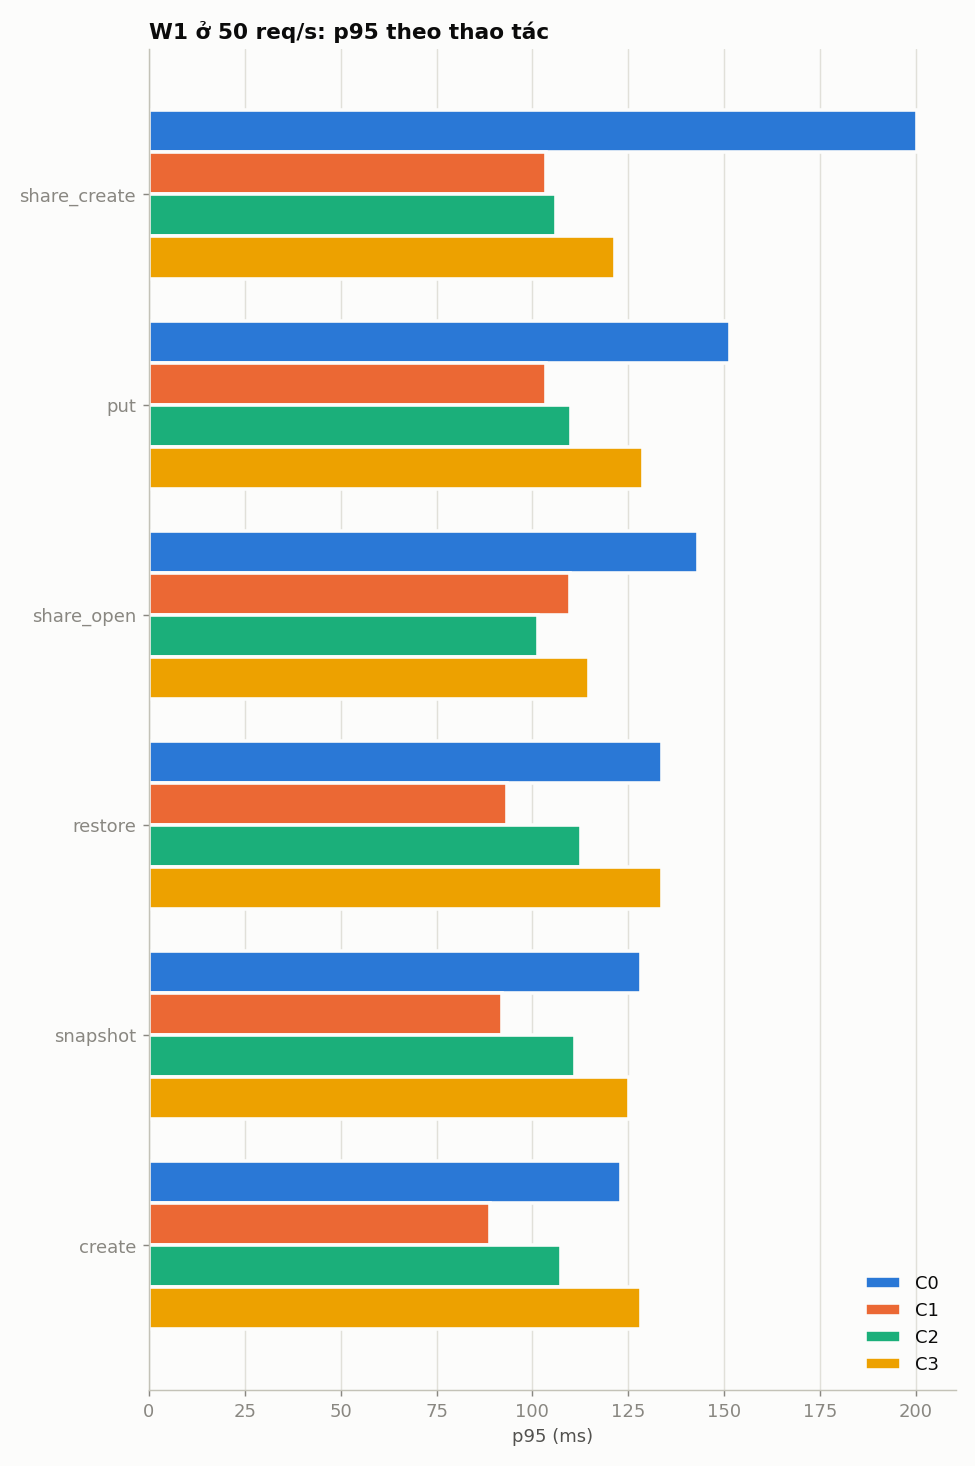 W1 ở 50 req/s: p95 theo thao tác
share_create
put
share_open
restore
snapshot
create
C0
C1
C2
C3
0 25 50 75 100 125 150 175 200
p95 (ms)